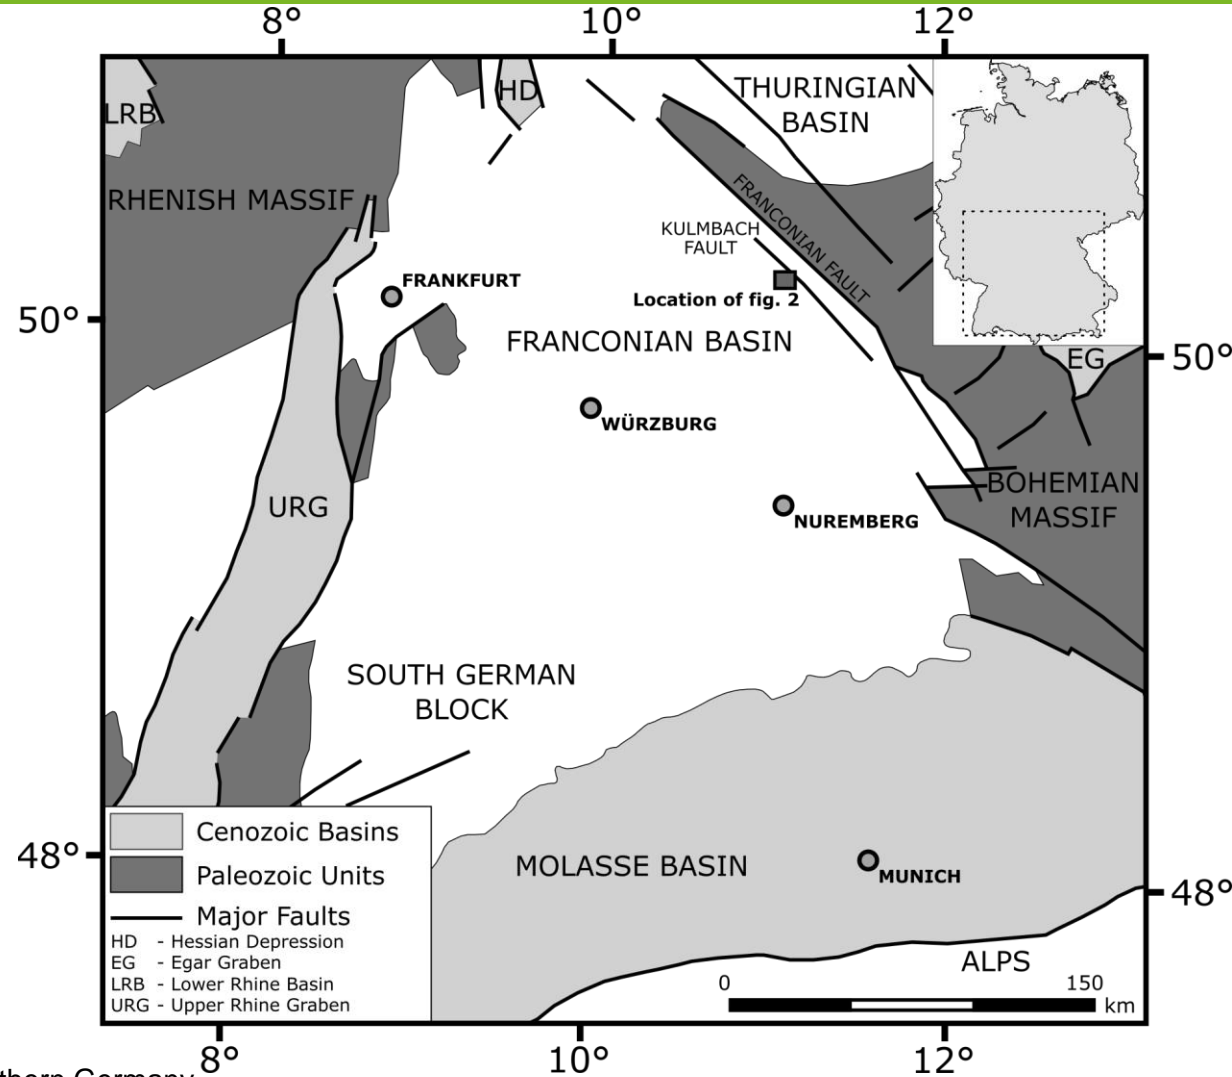 8° 10° 12°
LRB
HD
THURINGIAN
BASIN
RHENISH MASSIF
FRANCONIAN FAULT
KULMBACH
FAULT
FRANKFURT
Location of fig. 2
50°
FRANCONIAN BASIN
EG
50°
WÜRZBURG
URG
BOHEMIAN
MASSIF
NUREMBERG
SOUTH GERMAN
BLOCK
Cenozoic Basins
48°
MOLASSE BASIN
Paleozoic Units
MUNICH
48°
Major Faults
HD - Hessian Depression
EG - Egar Graben
LRB - Lower Rhine Basin
URG - Upper Rhine Graben
ALPS
0 150
km
8° 10° 12°